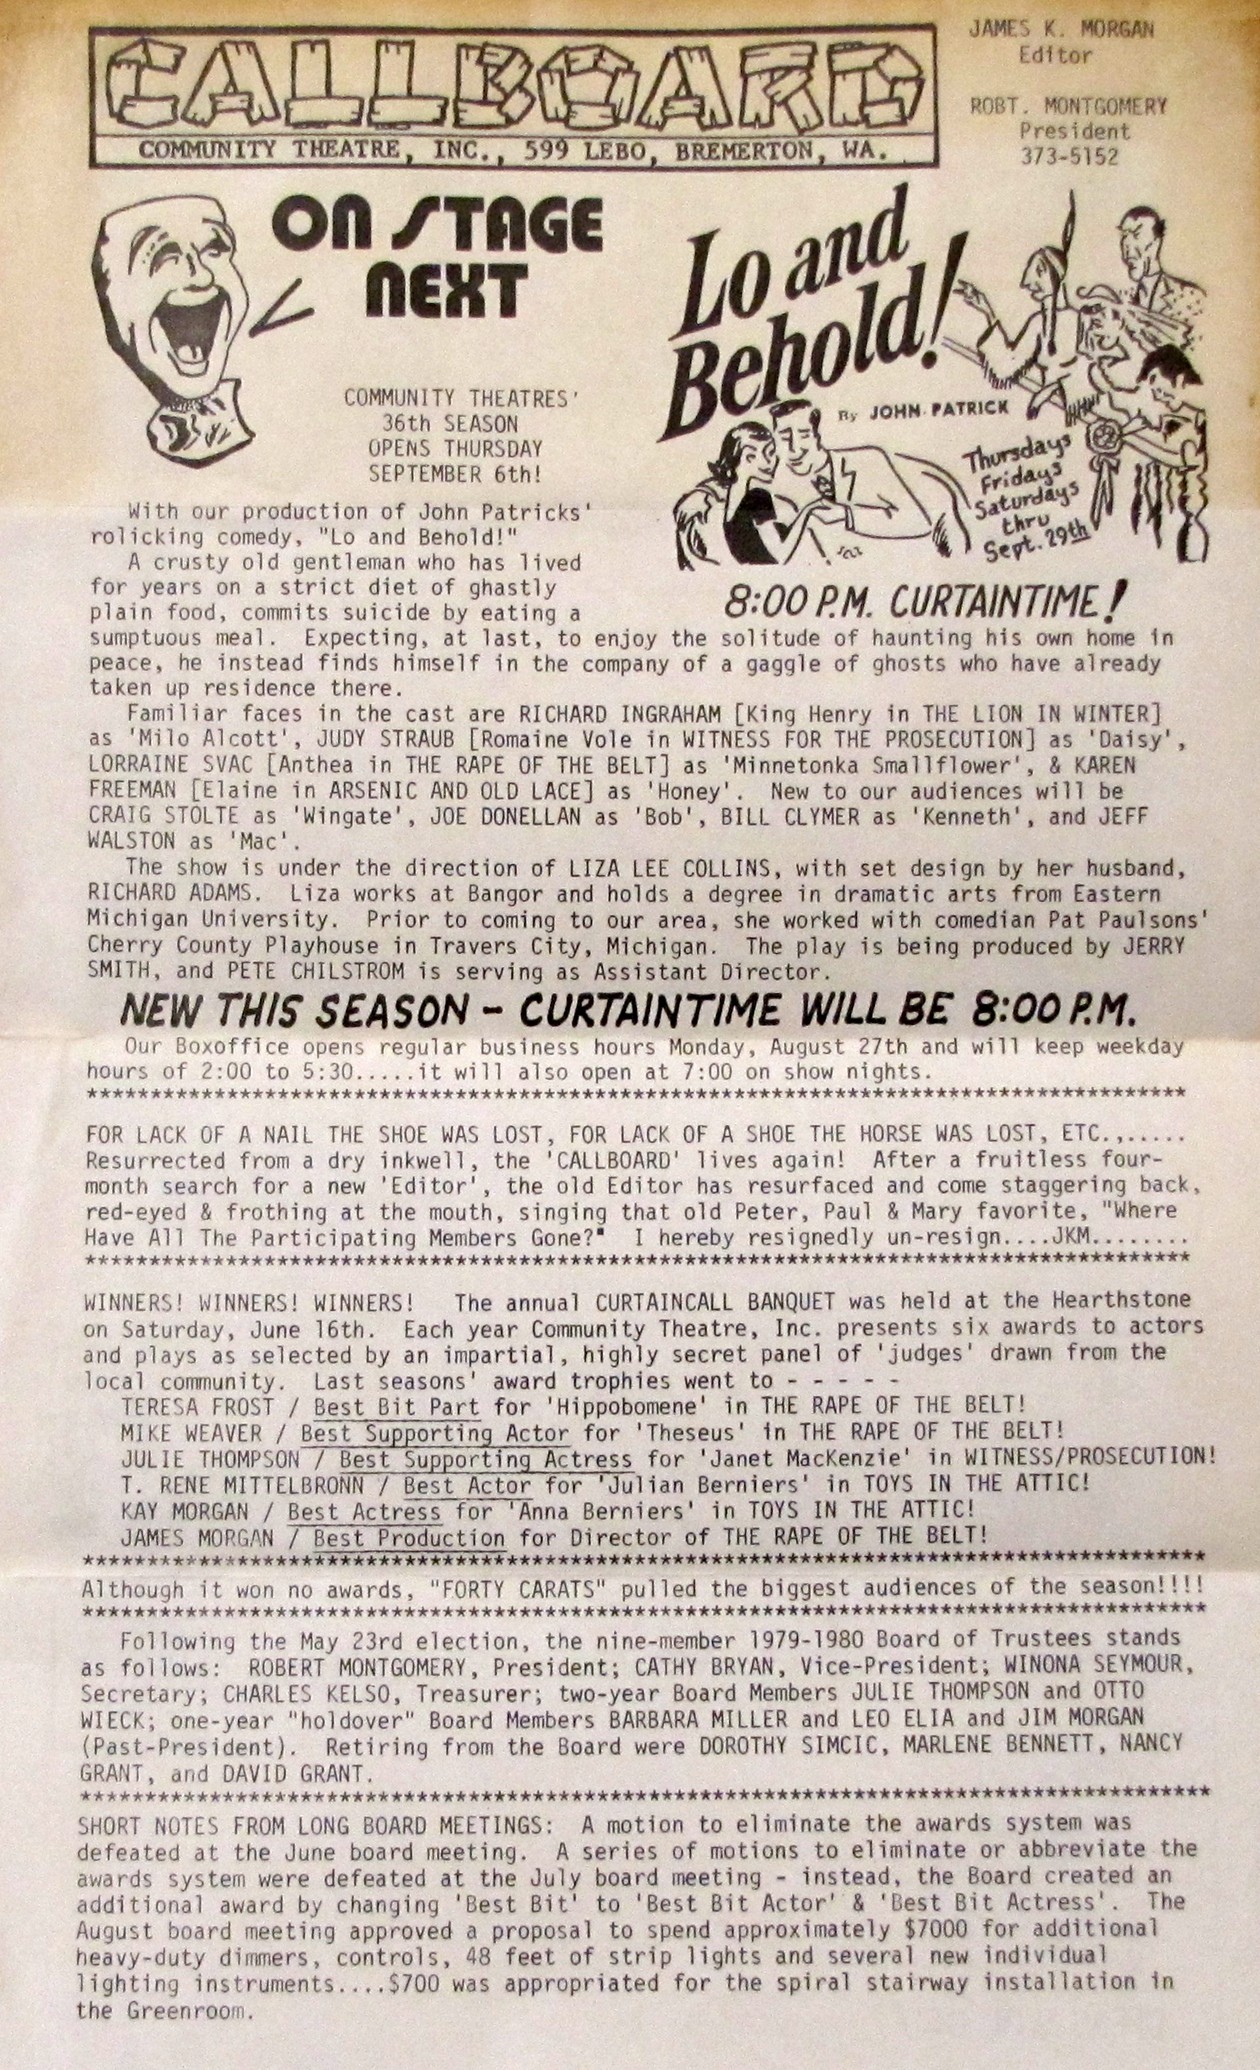 CALLBOARD
COMMUNITY THEATRE, INC., 599 LEBO, BREMERTON, WA.
JAMES K. MORGAN
Editor
ROBT. MONTGOMERY
President
373-5152
ON STAGE
NEXT
COMMUNITY THEATRES'
36th SEASON
OPENS THURSDAY
SEPTEMBER 6th!
Lo and
Behold!
By JOHN PATRICK
Thursdays
Fridays
Saturdays
thru
Sept. 29th
8:00 P.M. CURTAINTIME!
With our production of John Patricks'
rolicking comedy, "Lo and Behold!"
A crusty old gentleman who has lived
for years on a strict diet of ghastly
plain food, commits suicide by eating a
sumptuous meal. Expecting, at last, to enjoy the solitude of haunting his own home in
peace, he instead finds himself in the company of a gaggle of ghosts who have already
taken up residence there.
Familiar faces in the cast are RICHARD INGRAHAM [King Henry in THE LION IN WINTER]
as 'Milo Alcott', JUDY STRAUB [Romaine Vole in WITNESS FOR THE PROSECUTION] as 'Daisy',
LORRAINE SVAC [Anthea in THE RAPE OF THE BELT] as 'Minnetonka Smallflower', & KAREN
FREEMAN [Elaine in ARSENIC AND OLD LACE] as 'Honey'. New to our audiences will be
CRAIG STOLTE as 'Wingate', JOE DONELLAN as 'Bob', BILL CLYMER as 'Kenneth', and JEFF
WALSTON as 'Mac'.
The show is under the direction of LIZA LEE COLLINS, with set design by her husband,
RICHARD ADAMS. Liza works at Bangor and holds a degree in dramatic arts from Eastern
Michigan University. Prior to coming to our area, she worked with comedian Pat Paulsons'
Cherry County Playhouse in Travers City, Michigan. The play is being produced by JERRY
SMITH, and PETE CHILSTROM is serving as Assistant Director.
NEW THIS SEASON - CURTAINTIME WILL BE 8:00 P.M.
Our Boxoffice opens regular business hours Monday, August 27th and will keep weekday
hours of 2:00 to 5:30.....it will also open at 7:00 on show nights.
**************************************************************************************
FOR LACK OF A NAIL THE SHOE WAS LOST, FOR LACK OF A SHOE THE HORSE WAS LOST, ETC.,.....
Resurrected from a dry inkwell, the 'CALLBOARD' lives again! After a fruitless four-
month search for a new 'Editor', the old Editor has resurfaced and come staggering back,
red-eyed & frothing at the mouth, singing that old Peter, Paul & Mary favorite, "Where
Have All The Participating Members Gone?" I hereby resignedly un-resign....JKM........
**************************************************************************************
WINNERS! WINNERS! WINNERS! The annual CURTAINCALL BANQUET was held at the Hearthstone
on Saturday, June 16th. Each year Community Theatre, Inc. presents six awards to actors
and plays as selected by an impartial, highly secret panel of 'judges' drawn from the
local community. Last seasons' award trophies went to - - - - -
TERESA FROST / Best Bit Part for 'Hippobomene' in THE RAPE OF THE BELT!
MIKE WEAVER / Best Supporting Actor for 'Theseus' in THE RAPE OF THE BELT!
JULIE THOMPSON / Best Supporting Actress for 'Janet MacKenzie' in WITNESS/PROSECUTION!
T. RENE MITTELBRONN / Best Actor for 'Julian Berniers' in TOYS IN THE ATTIC!
KAY MORGAN / Best Actress for 'Anna Berniers' in TOYS IN THE ATTIC!
JAMES MORGAN / Best Production for Director of THE RAPE OF THE BELT!
**************************************************************************************
Although it won no awards, "FORTY CARATS" pulled the biggest audiences of the season!!!!
**************************************************************************************
Following the May 23rd election, the nine-member 1979-1980 Board of Trustees stands
as follows: ROBERT MONTGOMERY, President; CATHY BRYAN, Vice-President; WINONA SEYMOUR,
Secretary; CHARLES KELSO, Treasurer; two-year Board Members JULIE THOMPSON and OTTO
WIECK; one-year "holdover" Board Members BARBARA MILLER and LEO ELIA and JIM MORGAN
(Past-President). Retiring from the Board were DOROTHY SIMCIC, MARLENE BENNETT, NANCY
GRANT, and DAVID GRANT.
**************************************************************************************
SHORT NOTES FROM LONG BOARD MEETINGS: A motion to eliminate the awards system was
defeated at the June board meeting. A series of motions to eliminate or abbreviate the
awards system were defeated at the July board meeting - instead, the Board created an
additional award by changing 'Best Bit' to 'Best Bit Actor' & 'Best Bit Actress'. The
August board meeting approved a proposal to spend approximately $7000 for additional
heavy-duty dimmers, controls, 48 feet of strip lights and several new individual
lighting instruments....$700 was appropriated for the spiral stairway installation in
the Greenroom.